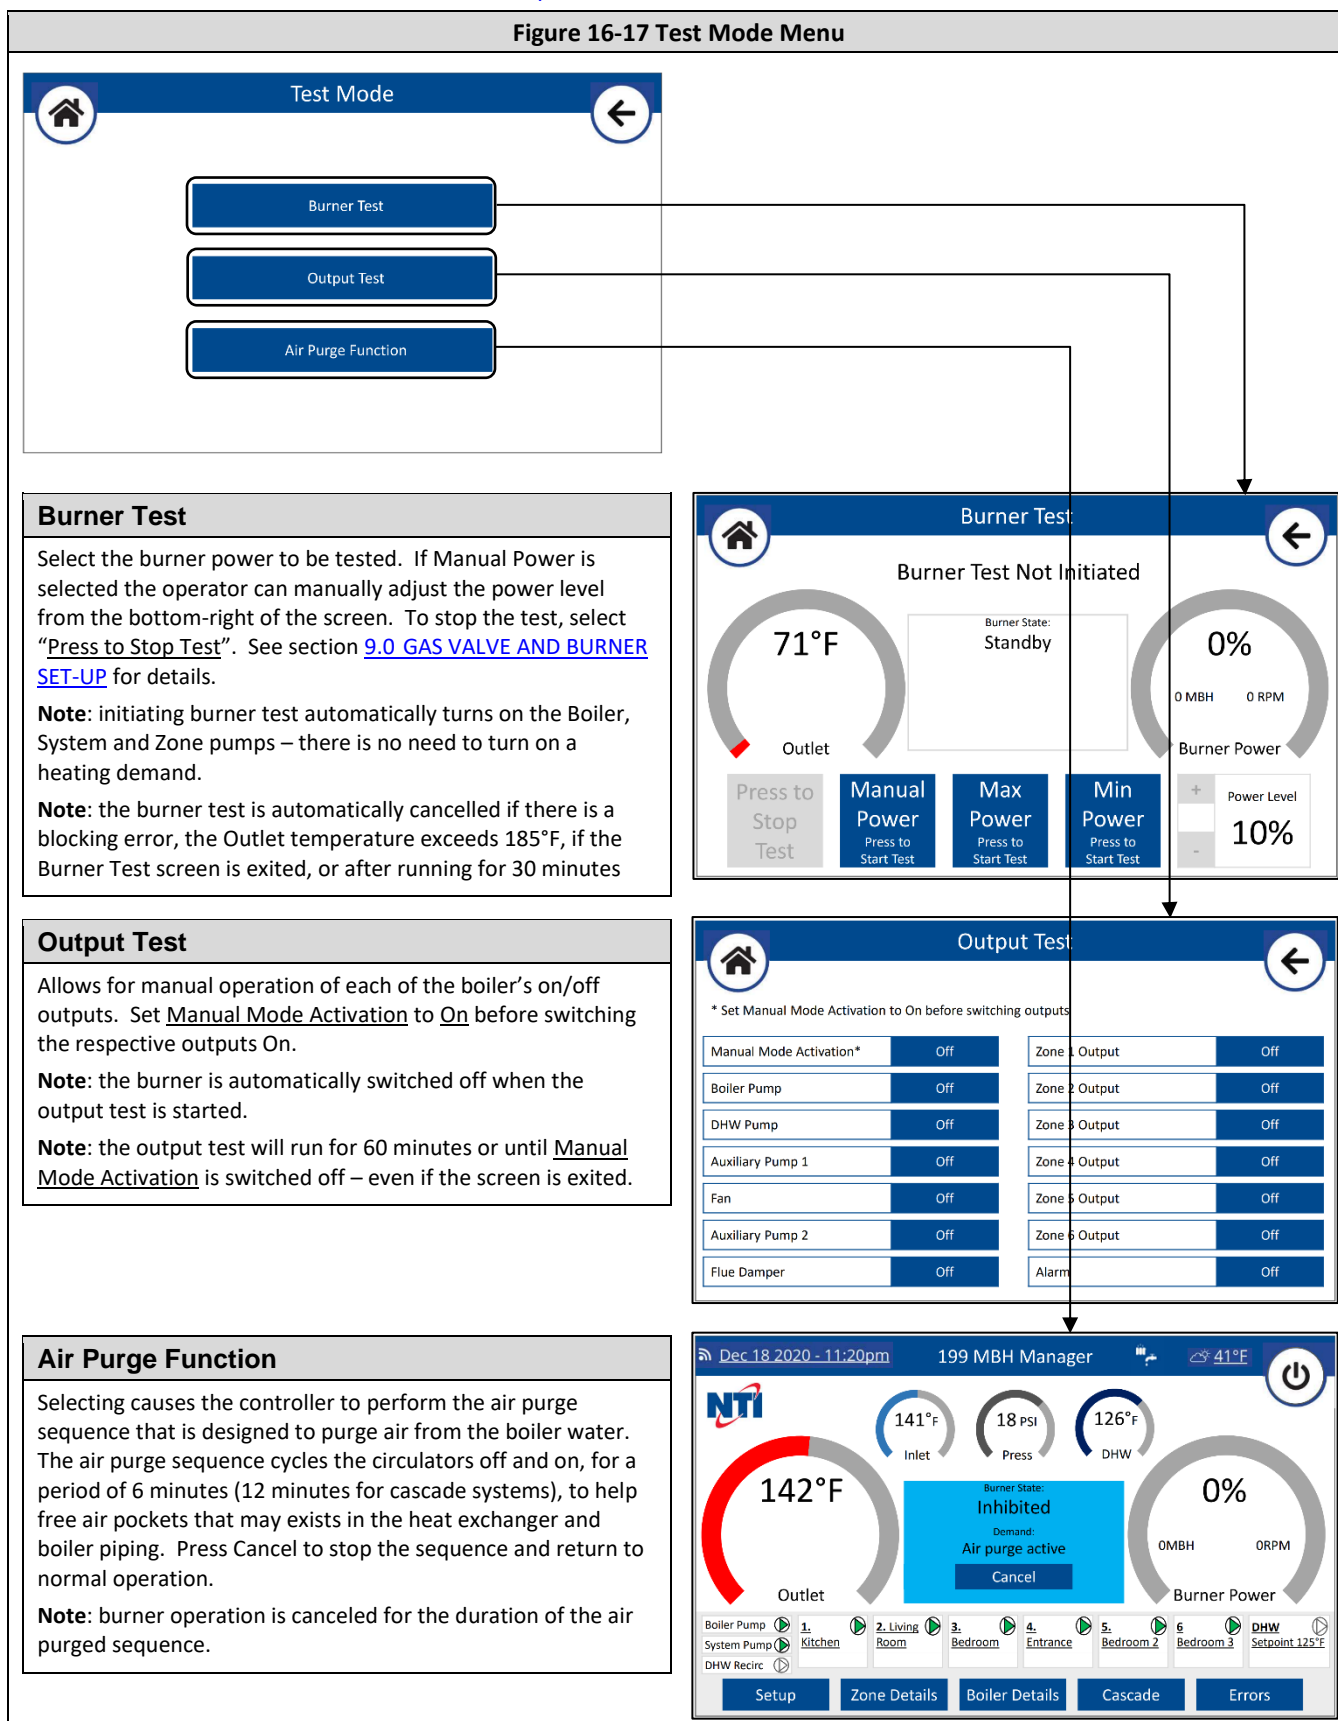 Figure 16-17 Test Mode Menu
Test Mode
Burner Test
Output Test
Air Purge Function
Burner Test
Select the burner power to be tested.  If Manual Power is
selected the operator can manually adjust the power level
from the bottom-right of the screen.  To stop the test, select
“Press to Stop Test”.  See section 9.0 GAS VALVE AND BURNER
SET-UP for details.
Note: initiating burner test automatically turns on the Boiler,
System and Zone pumps – there is no need to turn on a
heating demand.
Note: the burner test is automatically cancelled if there is a
blocking error, the Outlet temperature exceeds 185°F, if the
Burner Test screen is exited, or after running for 30 minutes
Burner Test
Burner Test Not Initiated
71°F
Outlet
Burner State:
Standby
0%
0 MBH 0 RPM
Burner Power
Press to
Stop
Test
Manual
Power
Press to
Start Test
Max
Power
Press to
Start Test
Min
Power
Press to
Start Test
+
-
Power Level
10%
Output Test
Allows for manual operation of each of the boiler’s on/off
outputs.  Set Manual Mode Activation to On before switching
the respective outputs On.
Note: the burner is automatically switched off when the
output test is started.
Note: the output test will run for 60 minutes or until Manual
Mode Activation is switched off – even if the screen is exited.
Output Test
* Set Manual Mode Activation to On before switching outputs
Manual Mode Activation* Off Zone 1 Output Off
Boiler Pump Off Zone 2 Output Off
DHW Pump Off Zone 3 Output Off
Auxiliary Pump 1 Off Zone 4 Output Off
Fan Off Zone 5 Output Off
Auxiliary Pump 2 Off Zone 6 Output Off
Flue Damper Off Alarm Off
Air Purge Function
Selecting causes the controller to perform the air purge
sequence that is designed to purge air from the boiler water.
The air purge sequence cycles the circulators off and on, for a
period of 6 minutes (12 minutes for cascade systems), to help
free air pockets that may exists in the heat exchanger and
boiler piping.  Press Cancel to stop the sequence and return to
normal operation.
Note: burner operation is canceled for the duration of the air
purged sequence.
Dec 18 2020 - 11:20pm 199 MBH Manager 41°F
NTI
141°F
Inlet
18 PSI
Press
126°F
DHW
142°F
Outlet
Burner State:
Inhibited
Demand:
Air purge active
Cancel
0%
0MBH 0RPM
Burner Power
Boiler Pump
System Pump
DHW Recirc
1.
Kitchen
2. Living
Room
3.
Bedroom
4.
Entrance
5.
Bedroom 2
6
Bedroom 3
DHW
Setpoint 125°F
Setup Zone Details Boiler Details Cascade Errors